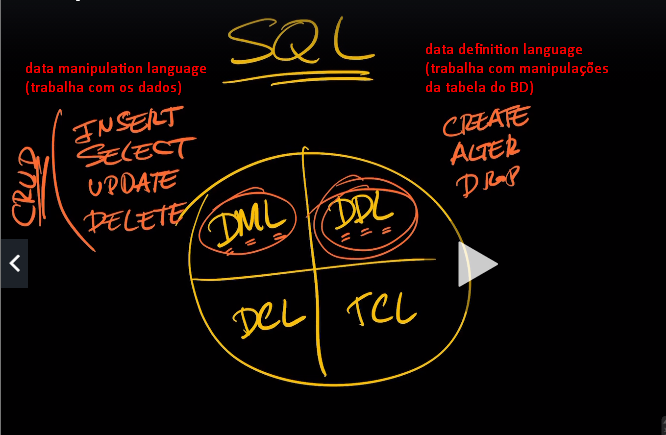 SQL
data manipulation language
(trabalha com os dados)
data definition language
(trabalha com manipulações
da tabela do BD)
CRUD
INSERT
SELECT
UPDATE
DELETE
CREATE
ALTER
DROP
DML
DDL
DCL
TCL